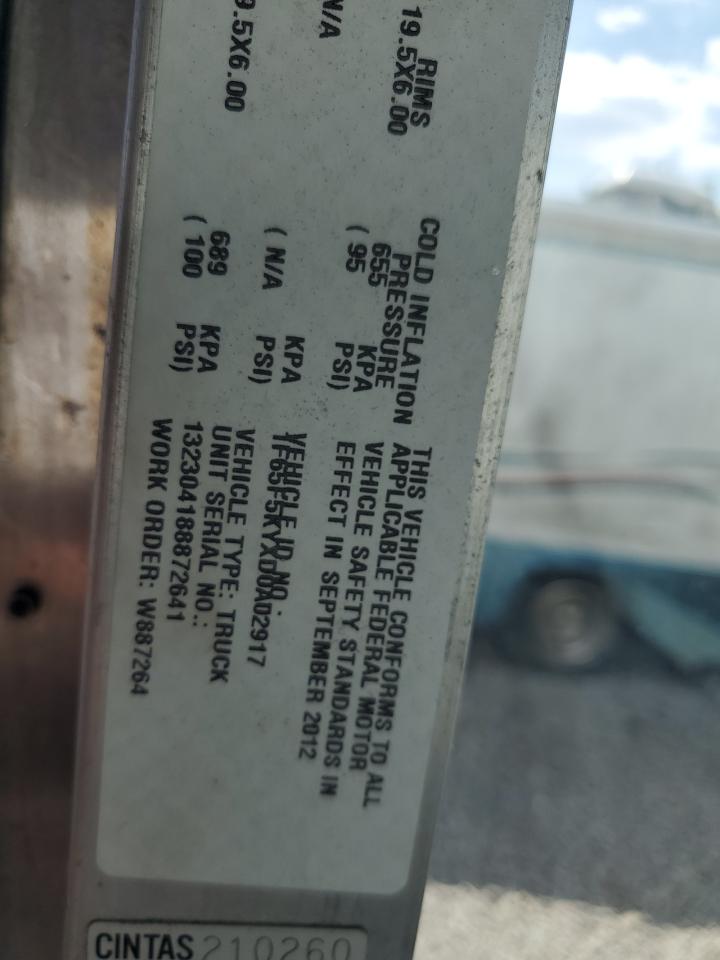 RIMS
19.5X6.00
N/A
9.5X6.00
COLD INFLATION
PRESSURE
655 KPA
( 95 PSI)
KPA
( N/A PSI)
689 KPA
( 100 PSI)
THIS VEHICLE CONFORMS TO ALL
APPLICABLE FEDERAL MOTOR
VEHICLE SAFETY STANDARDS IN
EFFECT IN SEPTEMBER 2012
VEHICLE ID NO.:
1F65F5KYXD0A02917
VEHICLE TYPE: TRUCK
UNIT SERIAL NO.:
132304188872641
WORK ORDER: W887264
CINTAS 210260